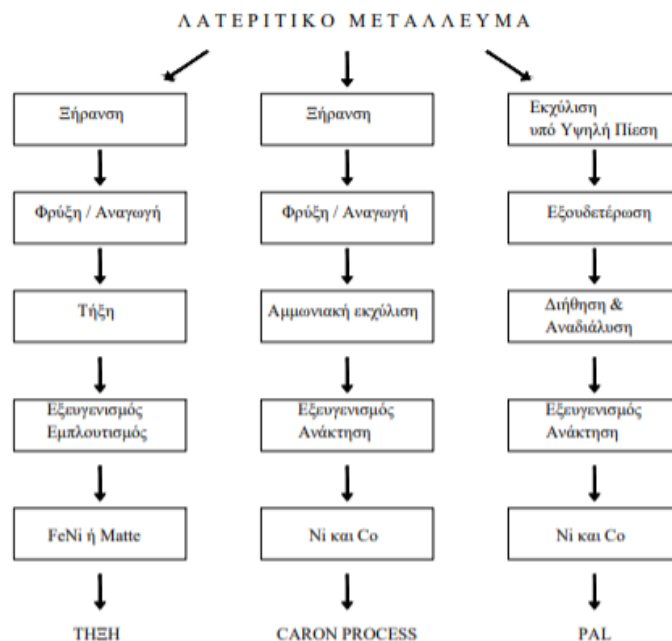 ΛΑΤΕΡΙΤΙΚΟ ΜΕΤΑΛΛΕΥΜΑ
Ξήρανση
Φρύξη / Αναγωγή
Τήξη
Εξευγενισμός
Εμπλουτισμός
FeNi ή Matte
ΤΗΞΗ
Ξήρανση
Φρύξη / Αναγωγή
Αμμωνιακή εκχύλιση
Εξευγενισμός
Ανάκτηση
Ni και Co
CARON PROCESS
Εκχύλιση
υπό Υψηλή Πίεση
Εξουδετέρωση
Διήθηση &
Αναδιάλυση
Εξευγενισμός
Ανάκτηση
Ni και Co
PAL